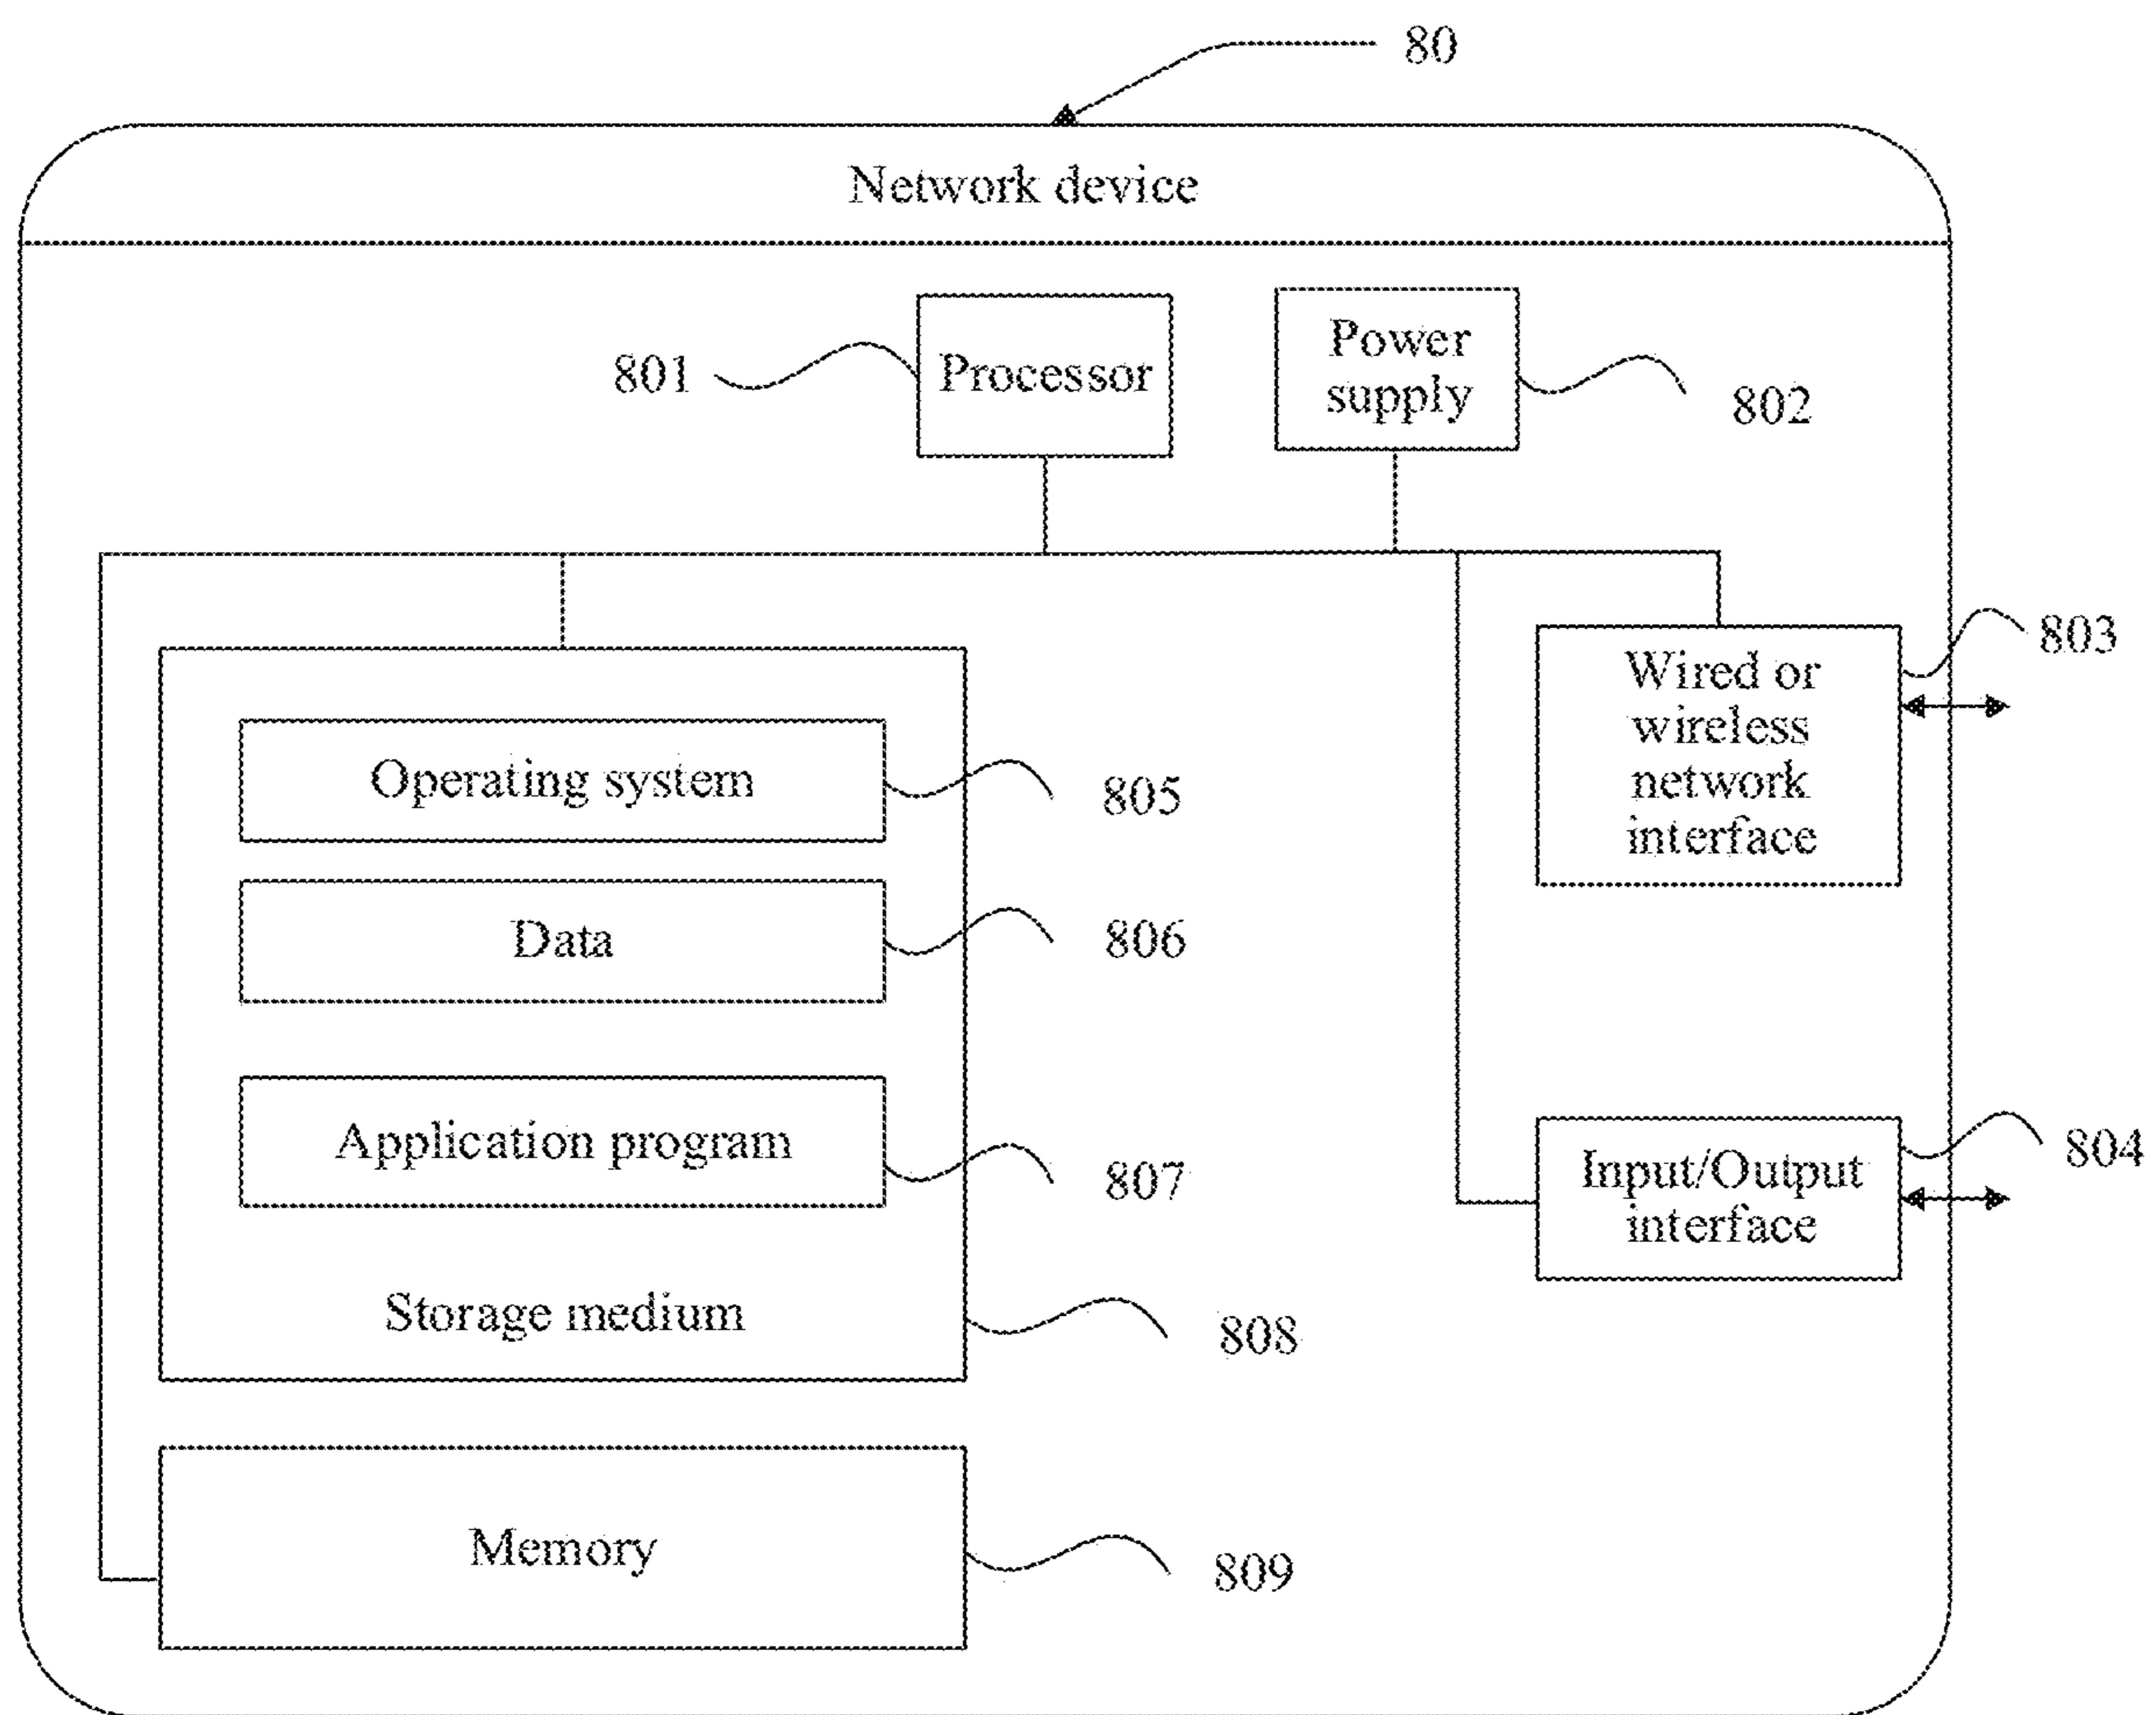 80
Network device
801
Processor
Power
supply
802
803
Wired or
wireless
network
interface
Operating system
805
Data
806
Application program
807
804
Input/Output
interface
Storage medium
808
Memory
809